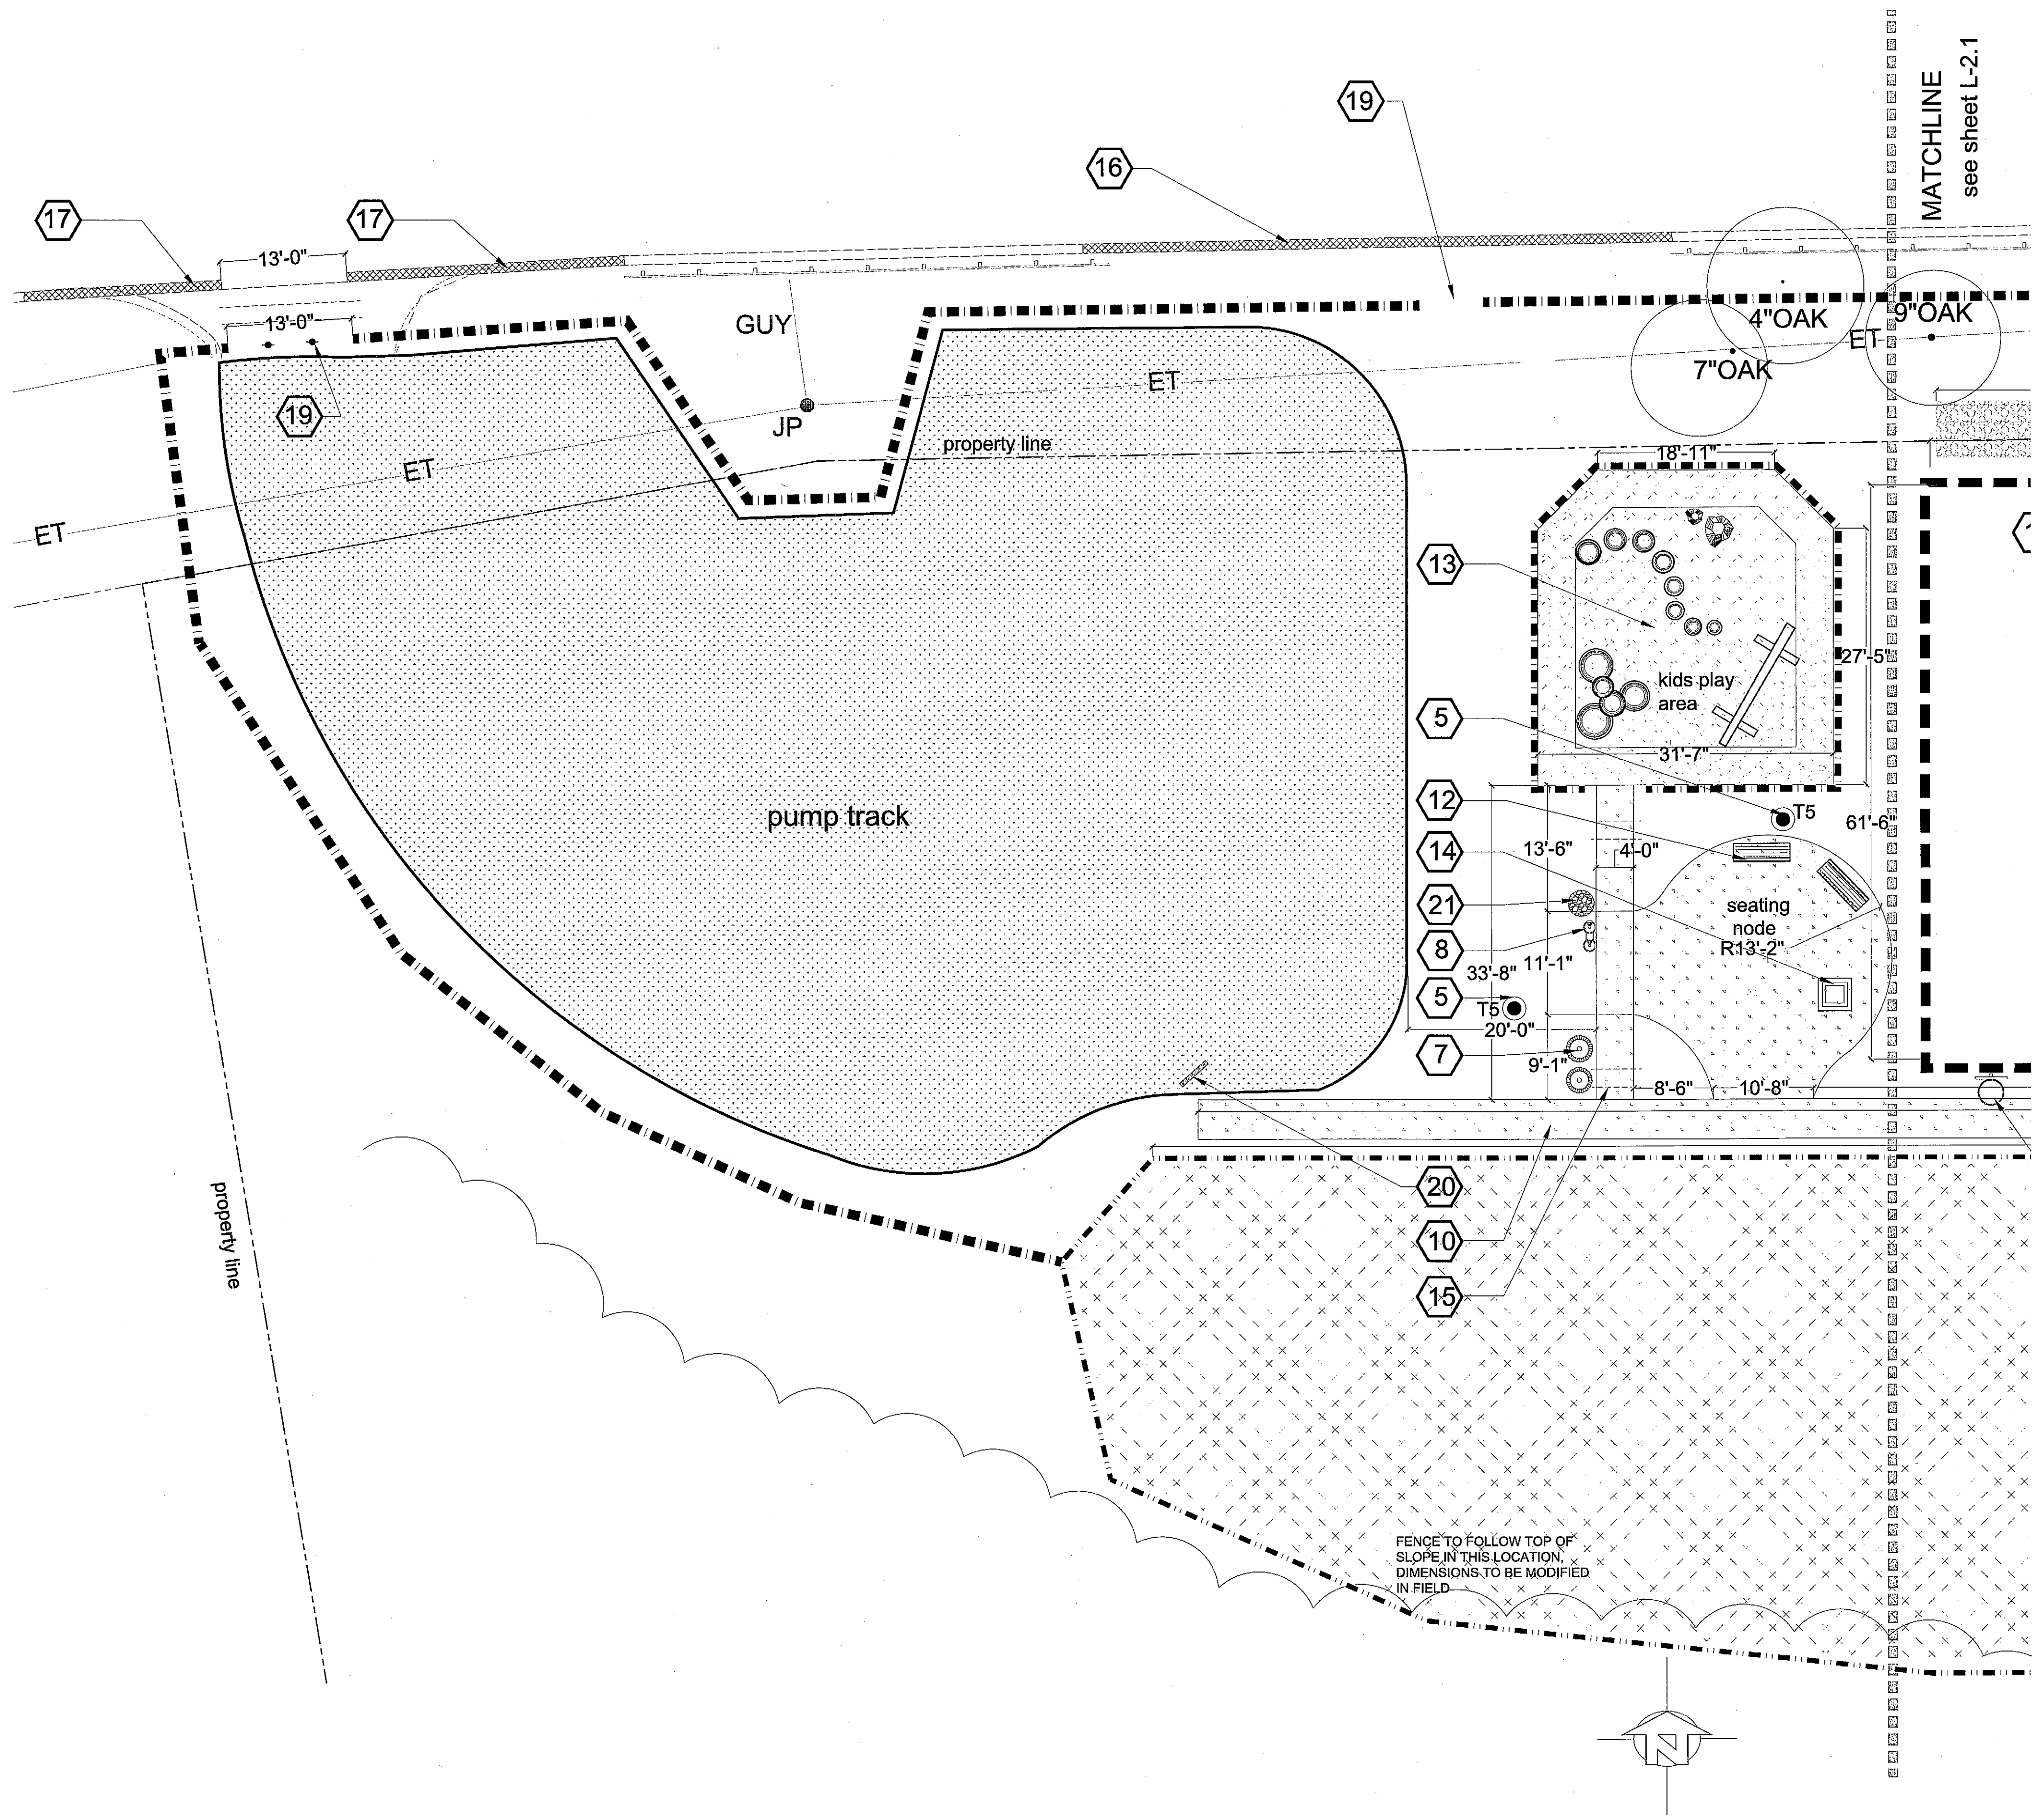 MATCHLINE
see sheet L-2.1
19
16
17
17
13'-0"
13'-0"
GUY
4"OAK
9"OAK
ET
7"OAK
ET
19
JP
property line
18'-11"
ET
ET
13
27'-5"
kids play
area
5
31'-7"
12
T5
61'-6"
pump track
14
13'-6"
4'-0"
21
seating
node
R13'-2"
8
11'-1"
33'-8"
5
T5
20'-0"
7
9'-1"
8'-6"
10'-8"
20
property line
10
15
FENCE TO FOLLOW TOP OF
SLOPE IN THIS LOCATION,
DIMENSIONS TO BE MODIFIED
IN FIELD
N